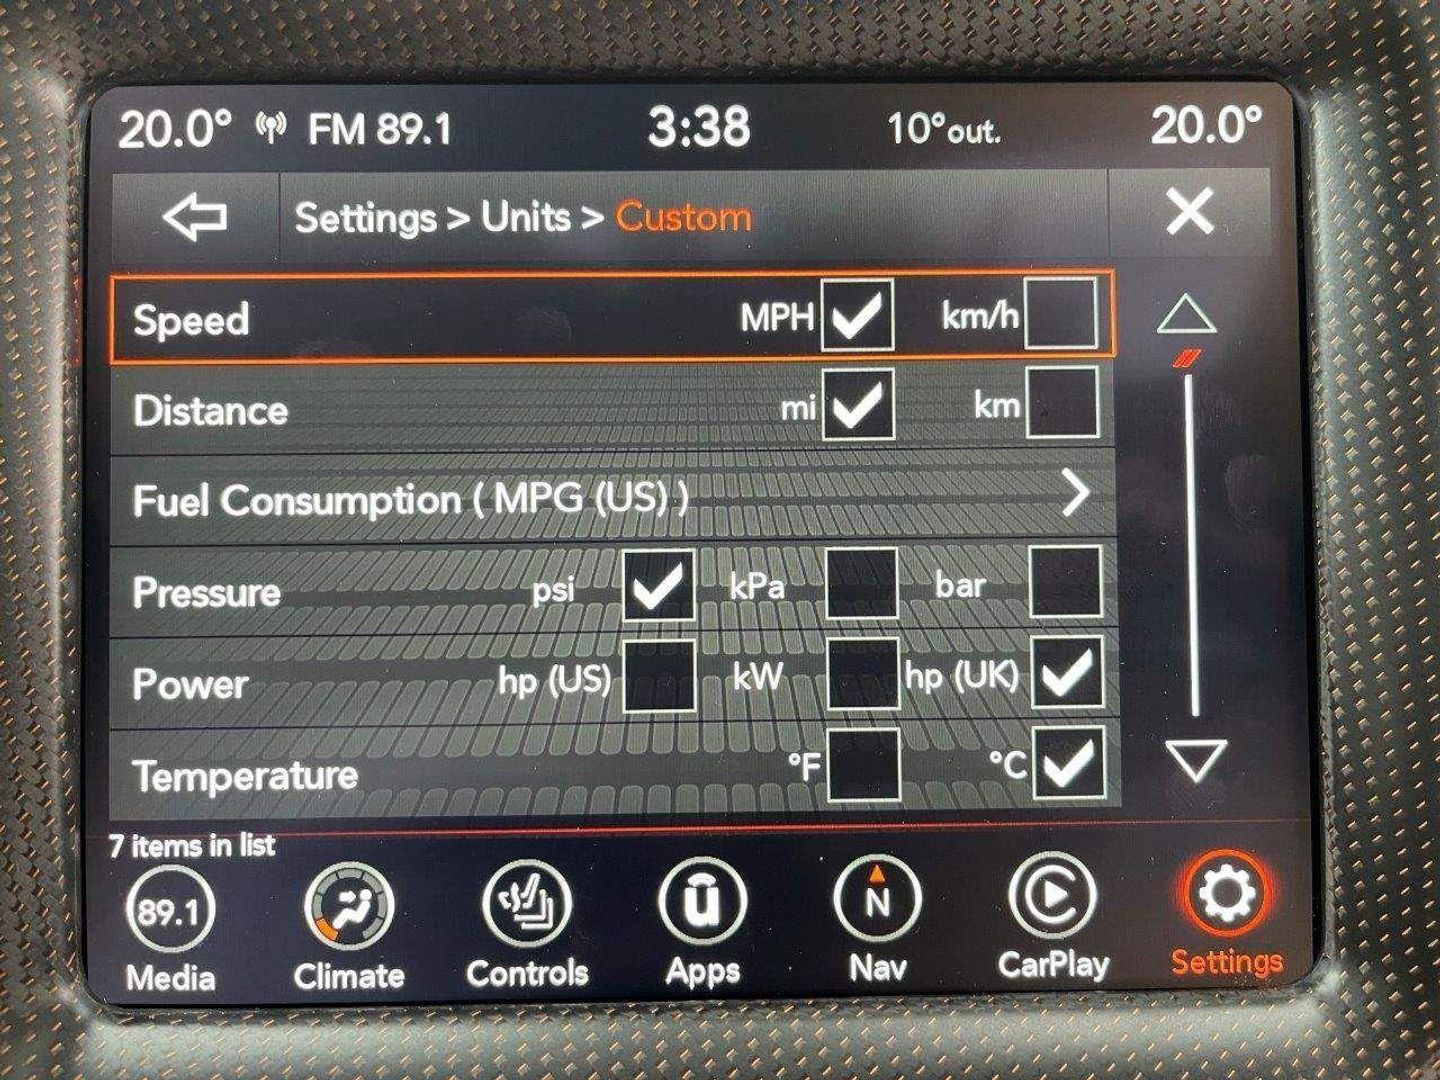 20.0° FM 89.1 3:38 10°out. 20.0°
Settings > Units > Custom
Speed MPH km/h
Distance mi km
Fuel Consumption ( MPG (US) )
Pressure psi kPa bar
Power hp (US) kW hp (UK)
Temperature °F °C
7 items in list
89.1 N
Media Climate Controls Apps Nav CarPlay Settings